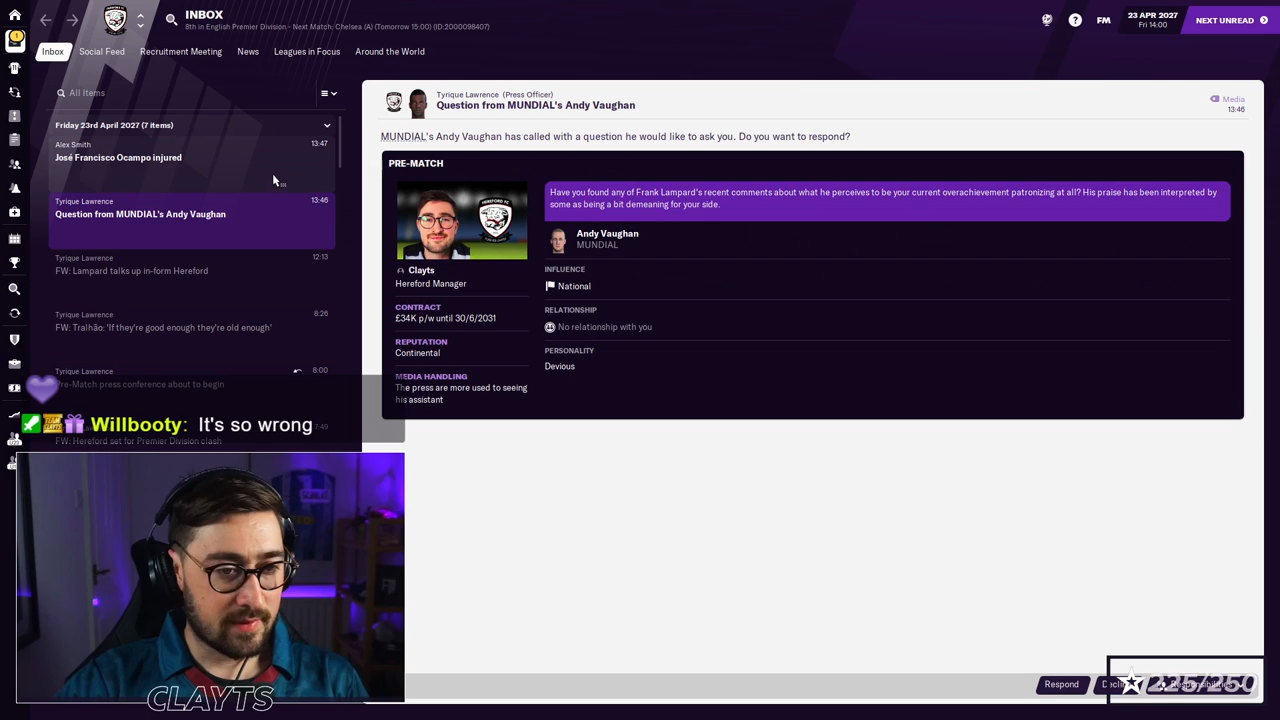 INBOX
8th in English Premier Division - Next Match: Chelsea (A) (Tomorrow 15:00) (ID:2000098407)
FM
23 APR 2027
Fri 14:00
NEXT UNREAD
1
Inbox
Social Feed
Recruitment Meeting
News
Leagues in Focus
Around the World
All Items
Friday 23rd April 2027 (7 items)
Alex Smith
13:47
José Francisco Ocampo injured
Tyrique Lawrence
13:46
Question from MUNDIAL's Andy Vaughan
Tyrique Lawrence
12:13
FW: Lampard talks up in-form Hereford
Tyrique Lawrence
8:26
FW: Tralhão: 'If they're good enough they're old enough'
Tyrique Lawrence
8:00
Pre-Match press conference about to begin
Willbooty: It's so wrong
7:49
FW: Hereford set for Premier Division clash
CLAYTS
Tyrique Lawrence (Press Officer)
Question from MUNDIAL's Andy Vaughan
Media
13:46
MUNDIAL's Andy Vaughan has called with a question he would like to ask you. Do you want to respond?
PRE-MATCH
HEREFORD FC
Clayts
Hereford Manager
CONTRACT
£34K p/w until 30/6/2031
REPUTATION
Continental
MEDIA HANDLING
The press are more used to seeing
his assistant
Have you found any of Frank Lampard's recent comments about what he perceives to be your current overachievement patronizing at all? His praise has been interpreted by
some as being a bit demeaning for your side.
Andy Vaughan
MUNDIAL
INFLUENCE
National
RELATIONSHIP
No relationship with you
PERSONALITY
Devious
Respond
Responsibilities